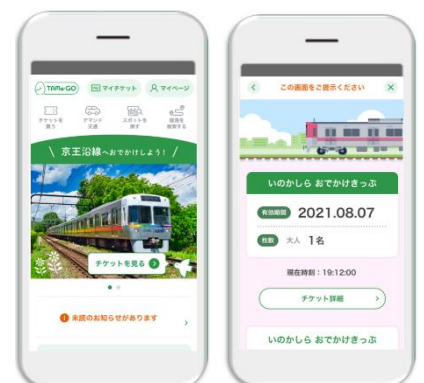 TAMa-GO
マイチケット
マイページ
チケットを
買う
デマンド
交通
スポットを
探す
経路を
検索する
\ 京王沿線へおでかけしよう! /
チケットを見る
未読のお知らせがあります
この画面をご提示ください
いのかしら おでかけきっぷ
有効期間 2021.08.07
枚数 大人 1名
現在時刻:19:12:00
チケット詳細
いのかしら おでかけきっぷ